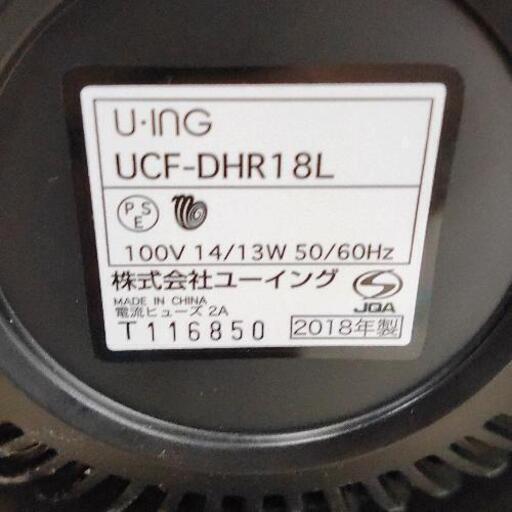 U·ING
UCF-DHR18L
PSE
100V 14/13W 50/60Hz
株式会社ユーイング
MADE IN CHINA
電流ヒューズ 2A
JQA
T116850 2018年製